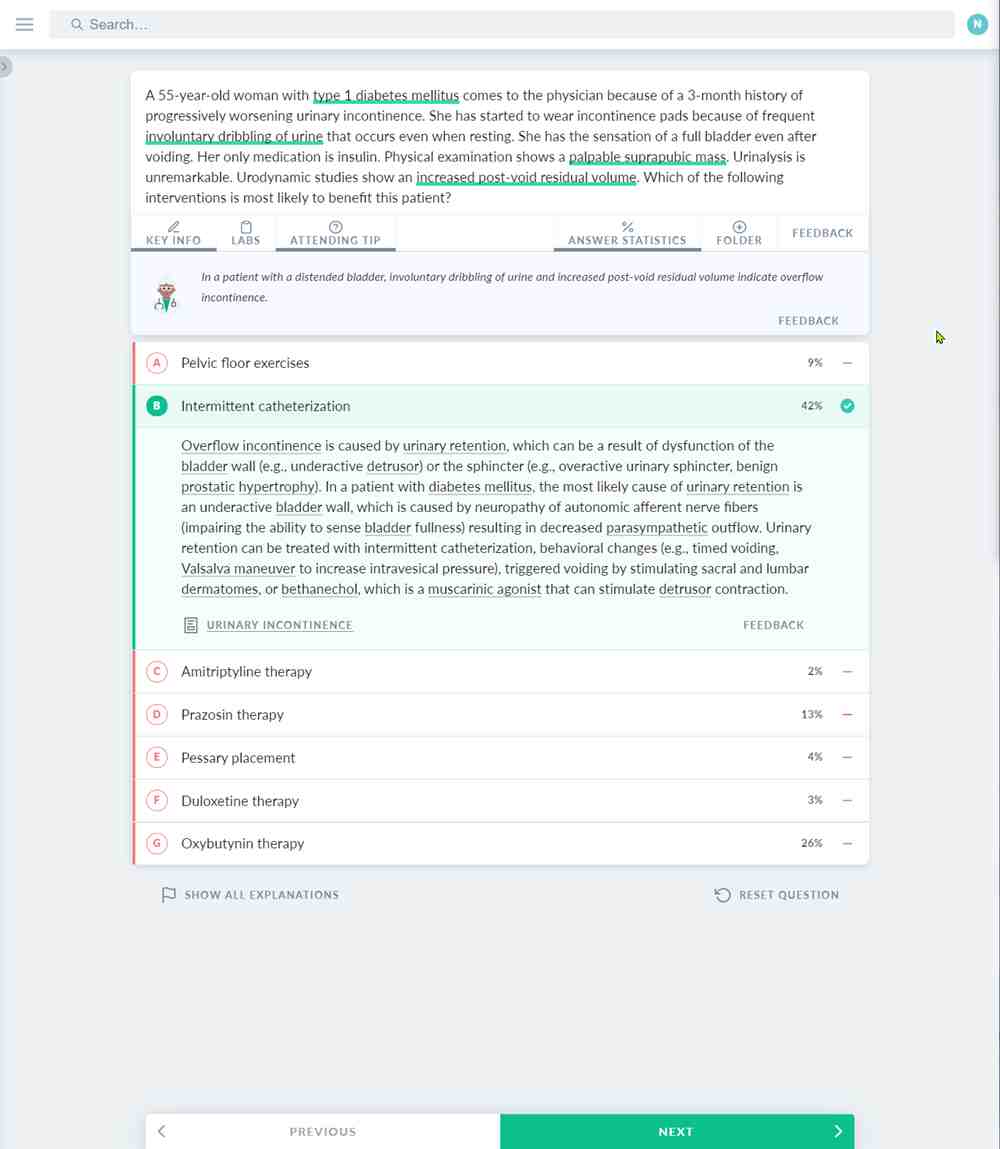 Search...
N
A 55-year-old woman with type 1 diabetes mellitus comes to the physician because of a 3-month history of
progressively worsening urinary incontinence. She has started to wear incontinence pads because of frequent
involuntary dribbling of urine that occurs even when resting. She has the sensation of a full bladder even after
voiding. Her only medication is insulin. Physical examination shows a palpable suprapubic mass. Urinalysis is
unremarkable. Urodynamic studies show an increased post-void residual volume. Which of the following
interventions is most likely to benefit this patient?
KEY INFO LABS ATTENDING TIP ANSWER STATISTICS FOLDER FEEDBACK
In a patient with a distended bladder, involuntary dribbling of urine and increased post-void residual volume indicate overflow
incontinence.
FEEDBACK
A Pelvic floor exercises 9%
B Intermittent catheterization 42%
Overflow incontinence is caused by urinary retention, which can be a result of dysfunction of the
bladder wall (e.g., underactive detrusor) or the sphincter (e.g., overactive urinary sphincter, benign
prostatic hypertrophy). In a patient with diabetes mellitus, the most likely cause of urinary retention is
an underactive bladder wall, which is caused by neuropathy of autonomic afferent nerve fibers
(impairing the ability to sense bladder fullness) resulting in decreased parasympathetic outflow. Urinary
retention can be treated with intermittent catheterization, behavioral changes (e.g., timed voiding,
Valsalva maneuver to increase intravesical pressure), triggered voiding by stimulating sacral and lumbar
dermatomes, or bethanechol, which is a muscarinic agonist that can stimulate detrusor contraction.
URINARY INCONTINENCE FEEDBACK
C Amitriptyline therapy 2%
D Prazosin therapy 13%
E Pessary placement 4%
F Duloxetine therapy 3%
G Oxybutynin therapy 26%
SHOW ALL EXPLANATIONS RESET QUESTION
PREVIOUS NEXT